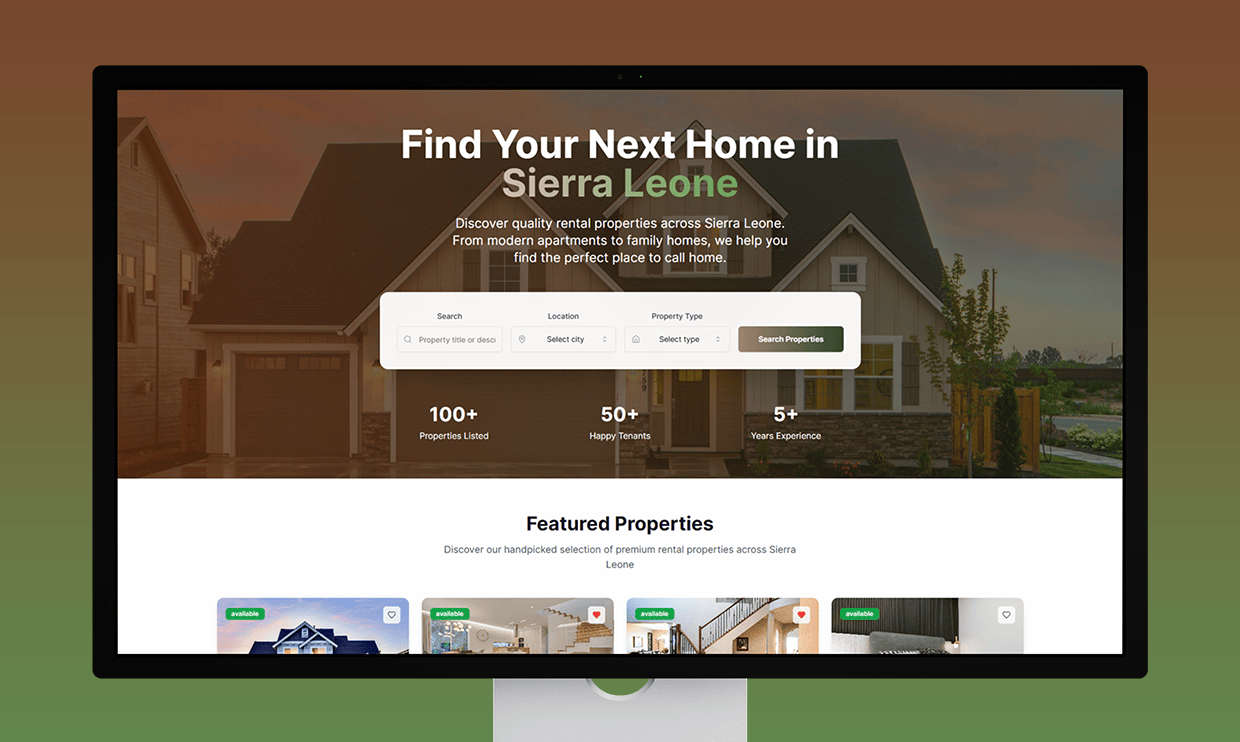 Find Your Next Home in
Sierra Leone
Discover quality rental properties across Sierra Leone.
From modern apartments to family homes, we help you
find the perfect place to call home.
Search
Location
Property Type
Property title or desc
Select city
Select type
Search Properties
100+
50+
5+
Properties Listed
Happy Tenants
Years Experience
Featured Properties
Discover our handpicked selection of premium rental properties across Sierra
Leone
available
available
available
available